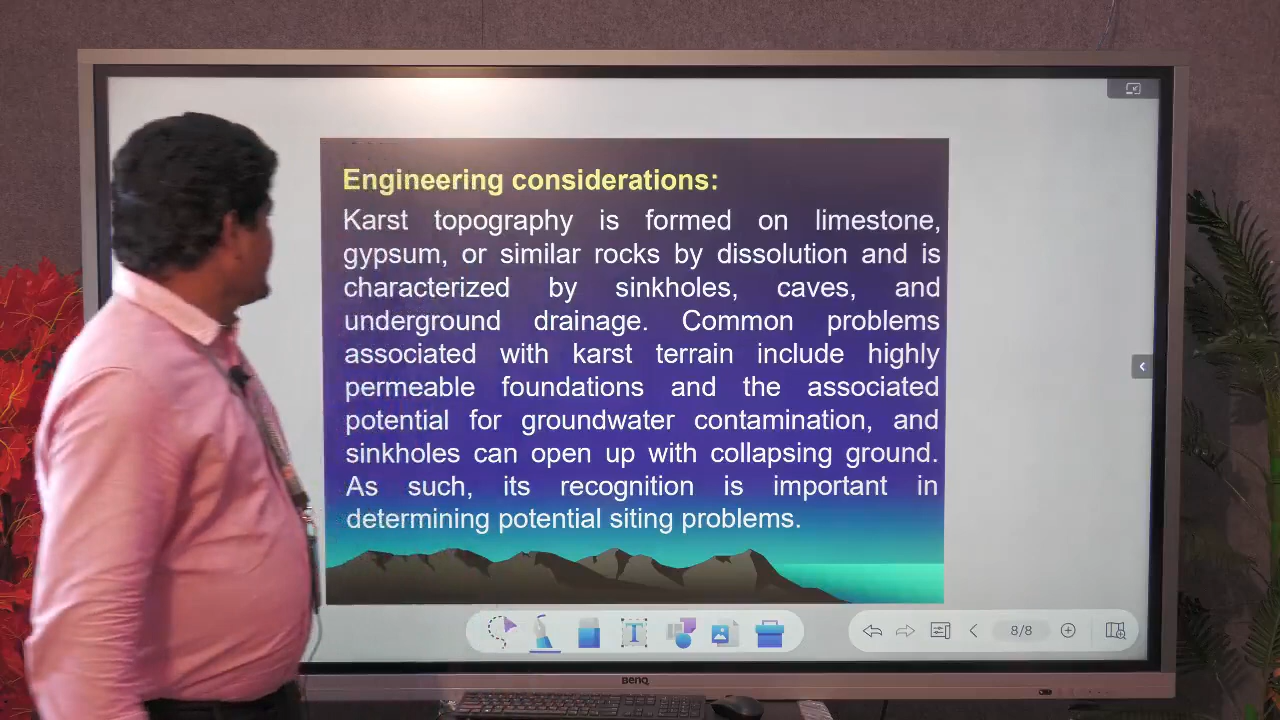 Engineering considerations:
Karst topography is formed on limestone,
gypsum, or similar rocks by dissolution and is
characterized by sinkholes, caves, and
underground drainage. Common problems
associated with karst terrain include highly
permeable foundations and the associated
potential for groundwater contamination, and
sinkholes can open up with collapsing ground.
As such, its recognition is important in
determining potential siting problems.
T
8/8
BenQ